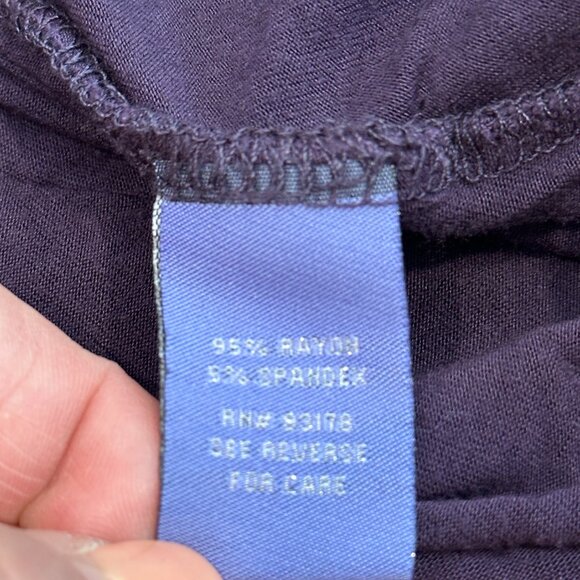 95% RAYON
5% SPANDEX
RN# 93178
SEE REVERSE
FOR CARE